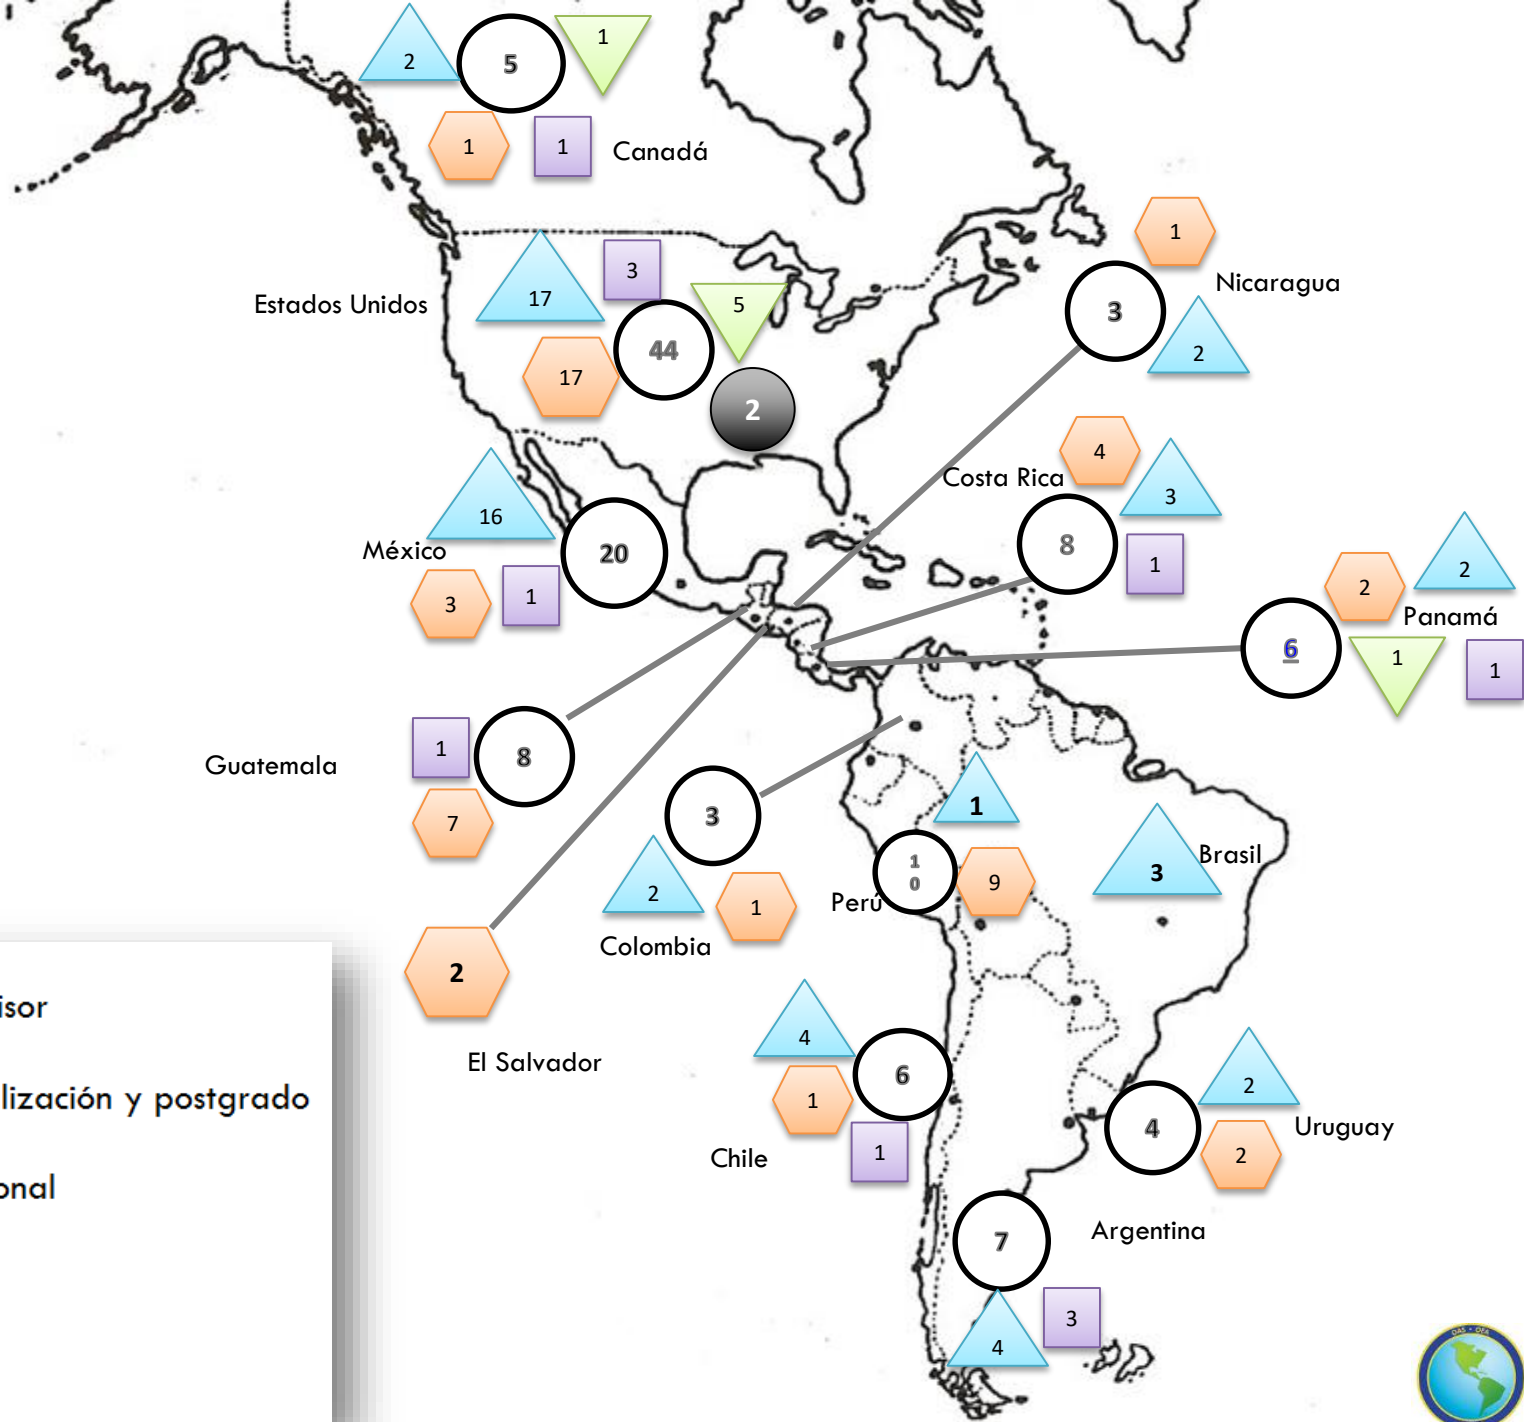 2
5
1
1
1
Canadá
Estados Unidos
17
3
44
5
17
2
1
Nicaragua
3
2
México
16
20
3
1
Costa Rica
4
3
8
1
2
2
Panamá
6
1
1
Guatemala
1
8
7
3
2
1
Colombia
1
Perú
1
0
9
3
Brasil
2
El Salvador
4
6
1
1
Chile
2
4
2
Uruguay
7
Argentina
4
3
isor
lización y postgrado
onal
OAS • OEA